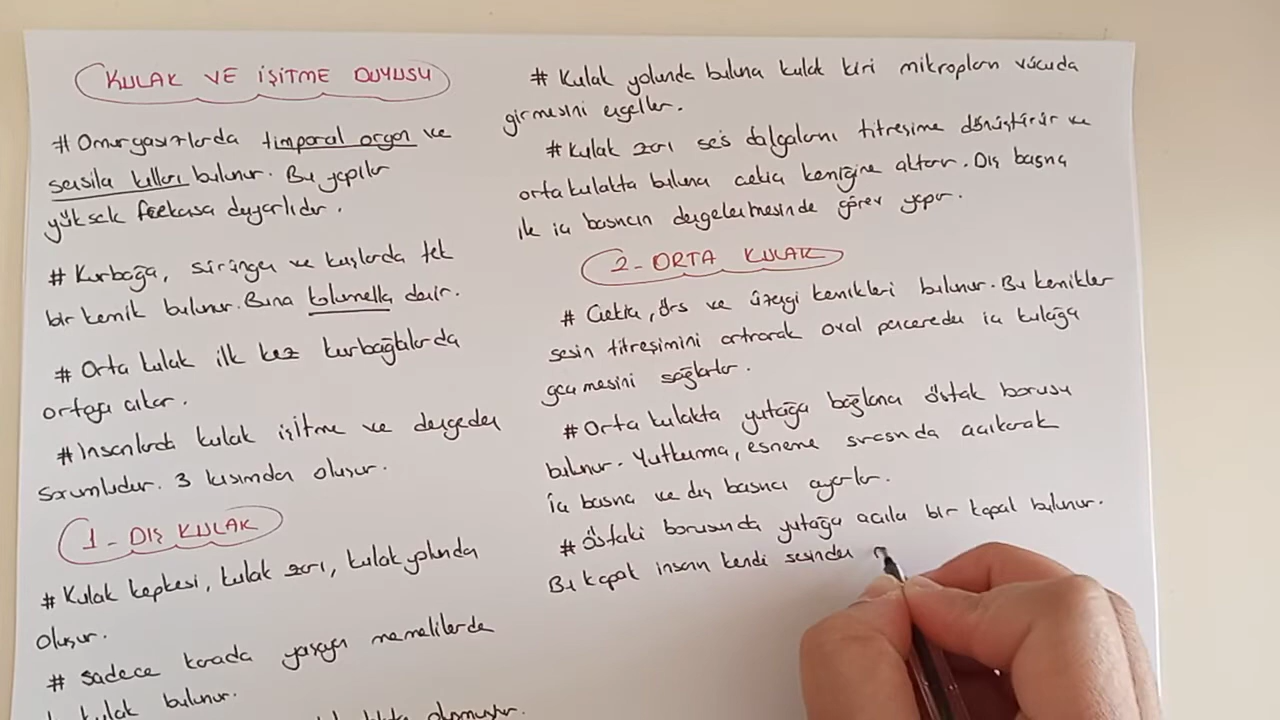 KULAK VE İŞİTME DUYUSU
# Omurgasızlarda timporal organ ve
sensila kılları bulunur. Bu yapılar
yüksek frekansa duyarlıdır.
# Kurbağa, sürüngen ve kuşlarda tek
bir kemik bulunur. Buna kolumella denir.
# Orta kulak ilk kez kurbağalarda
ortaya çıkar.
# İnsanlarda kulak işitme ve dengeden
sorumludur. 3 kısımdan oluşur.
1- DIŞ KULAK
# Kulak kepçesi, kulak zarı, kulak yolundan
oluşur.
# Sadece karada yaşayan memelilerde
kulak bulunur.
# Kulak yolunda bulunan kulak kiri mikropların vücuda
girmesini engeller.
# Kulak zarı ses dalgalarını titreşime dönüştürür ve
orta kulakta bulunan çekiç kemiğine aktarır. Dış basınç
ile iç basıncın dengelenmesinde görev yapar.
2- ORTA KULAK
# Çekiç, örs ve üzengi kemikleri bulunur. Bu kemikler
sesin titreşimini artırarak oval pencereden iç kulağa
geçmesini sağlarlar.
# Orta kulakta yutağa bağlanan östaki borusu
bulunur. Yutkunma, esneme sırasında açılarak
iç basınç ve dış basıncı ayarlar.
# Östaki borusunda yutağa açılan bir kapak bulunur.
Bu kapak insanın kendi sesinden